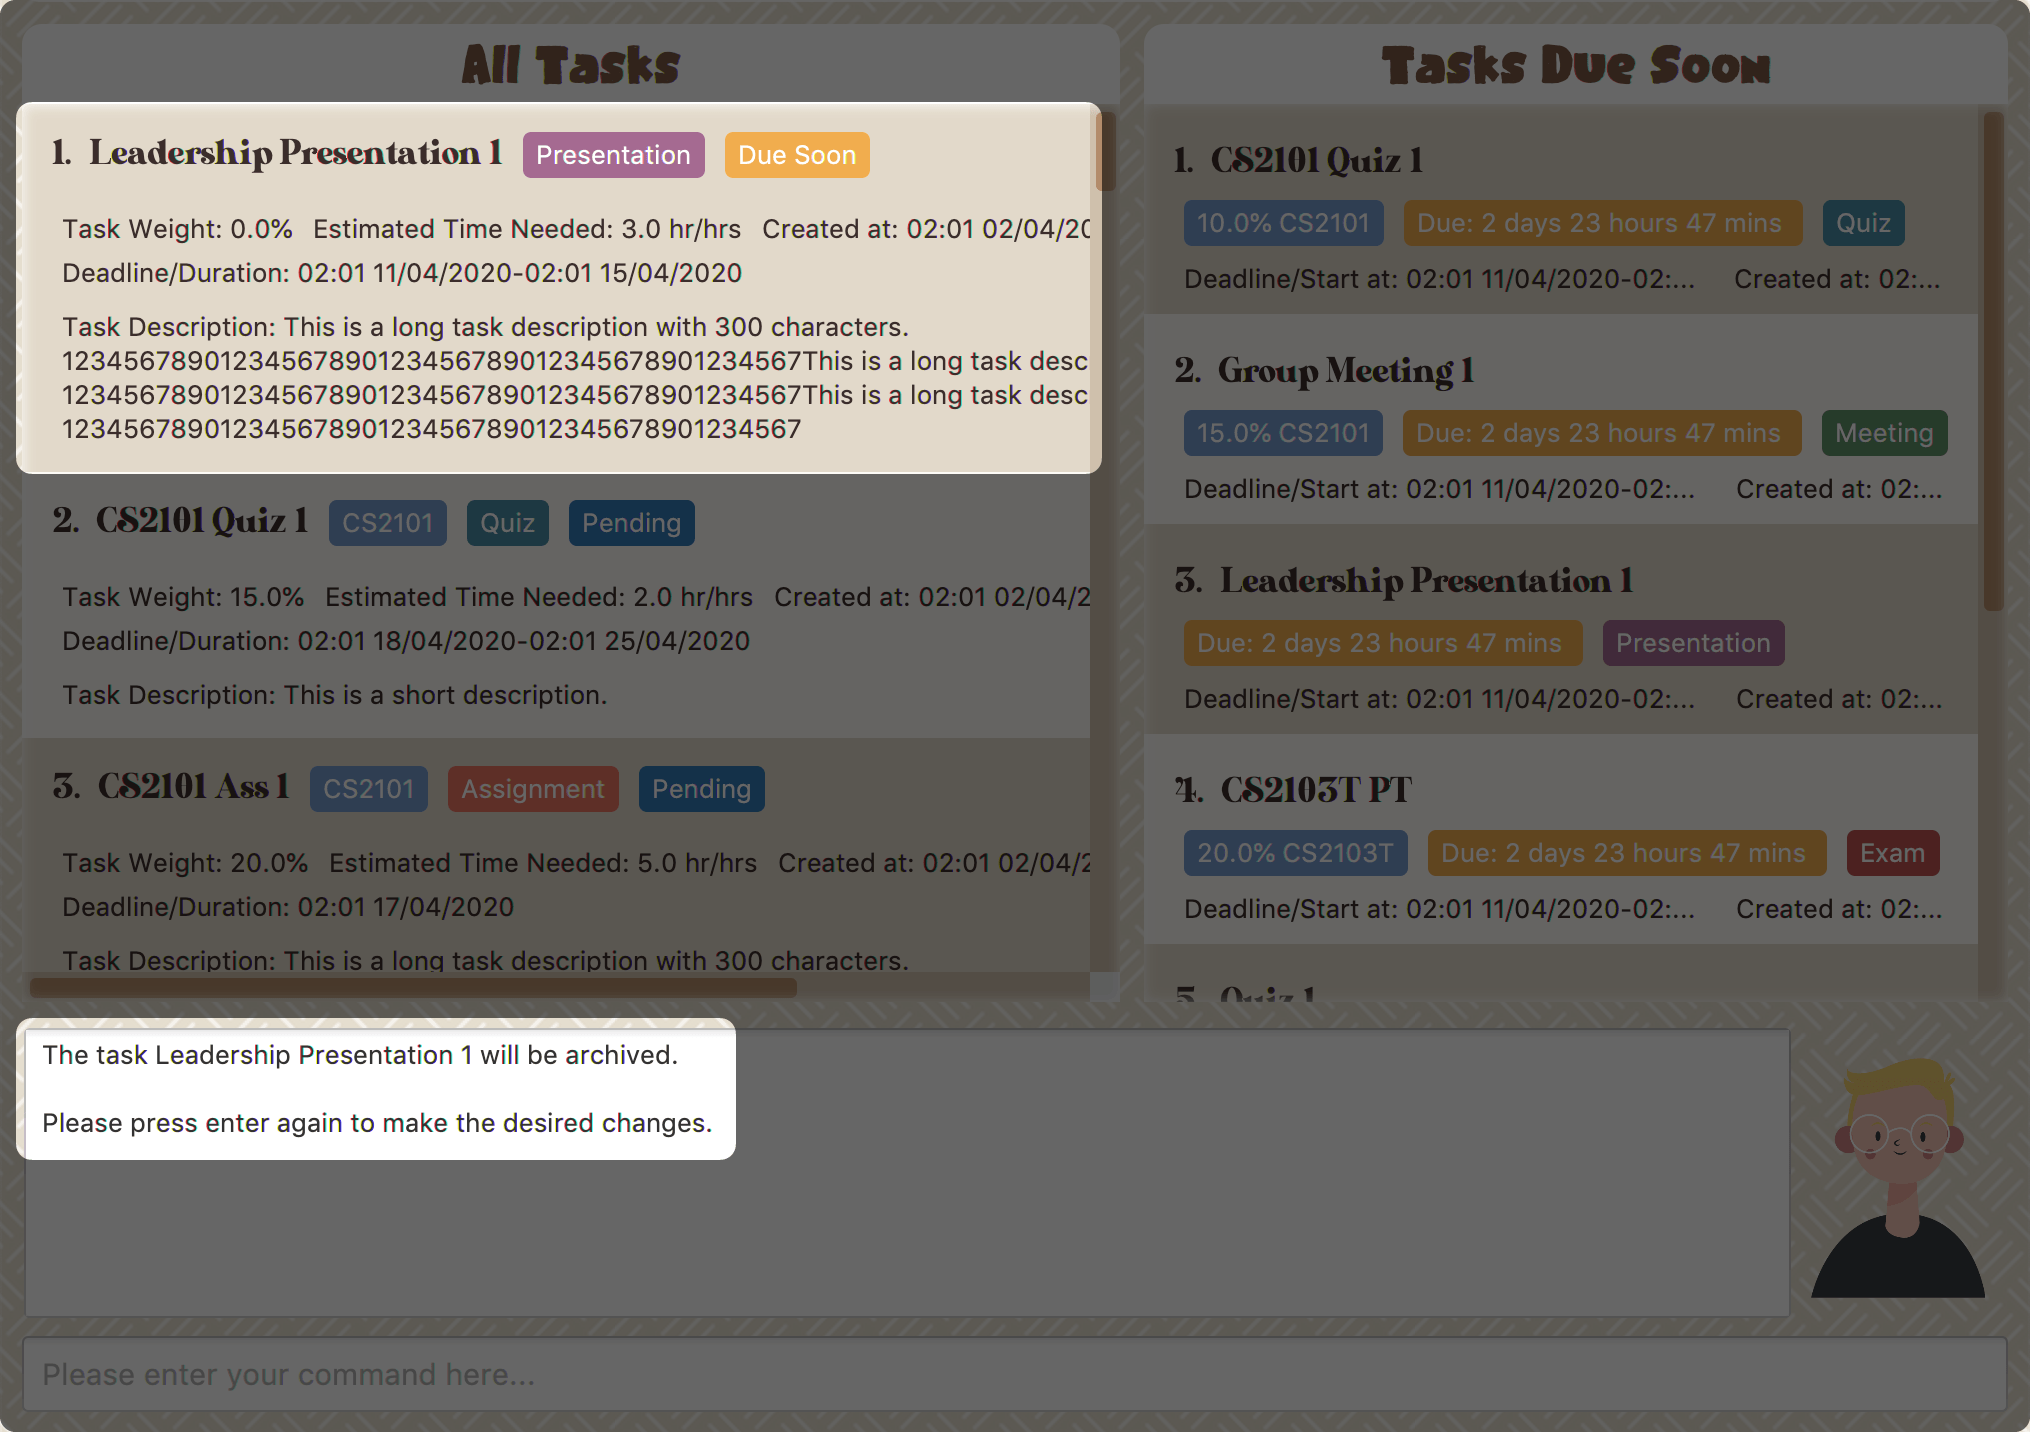 All Tasks
1. Leadership Presentation 1 Presentation Due Soon
Task Weight: 0.0% Estimated Time Needed: 3.0 hr/hrs Created at: 02:01 02/04/20
Deadline/Duration: 02:01 11/04/2020-02:01 15/04/2020
Task Description: This is a long task description with 300 characters.
12345678901234567890123456789012345678901234567This is a long task desc
12345678901234567890123456789012345678901234567This is a long task desc
12345678901234567890123456789012345678901234567
2. CS2101 Quiz 1 CS2101 Quiz Pending
Task Weight: 15.0% Estimated Time Needed: 2.0 hr/hrs Created at: 02:01 02/04/2
Deadline/Duration: 02:01 18/04/2020-02:01 25/04/2020
Task Description: This is a short description.
3. CS2101 Ass 1 CS2101 Assignment Pending
Task Weight: 20.0% Estimated Time Needed: 5.0 hr/hrs Created at: 02:01 02/04/2
Deadline/Duration: 02:01 17/04/2020
Task Description: This is a long task description with 300 characters.
Tasks Due Soon
1. CS2101 Quiz 1
10.0% CS2101 Due: 2 days 23 hours 47 mins Quiz
Deadline/Start at: 02:01 11/04/2020-02:... Created at: 02:...
2. Group Meeting 1
15.0% CS2101 Due: 2 days 23 hours 47 mins Meeting
Deadline/Start at: 02:01 11/04/2020-02:... Created at: 02:...
3. Leadership Presentation 1
Due: 2 days 23 hours 47 mins Presentation
Deadline/Start at: 02:01 11/04/2020-02:... Created at: 02:...
4. CS2103T PT
20.0% CS2103T Due: 2 days 23 hours 47 mins Exam
Deadline/Start at: 02:01 11/04/2020-02:... Created at: 02:...
5. Quiz 1
The task Leadership Presentation 1 will be archived.
Please press enter again to make the desired changes.
Please enter your command here...